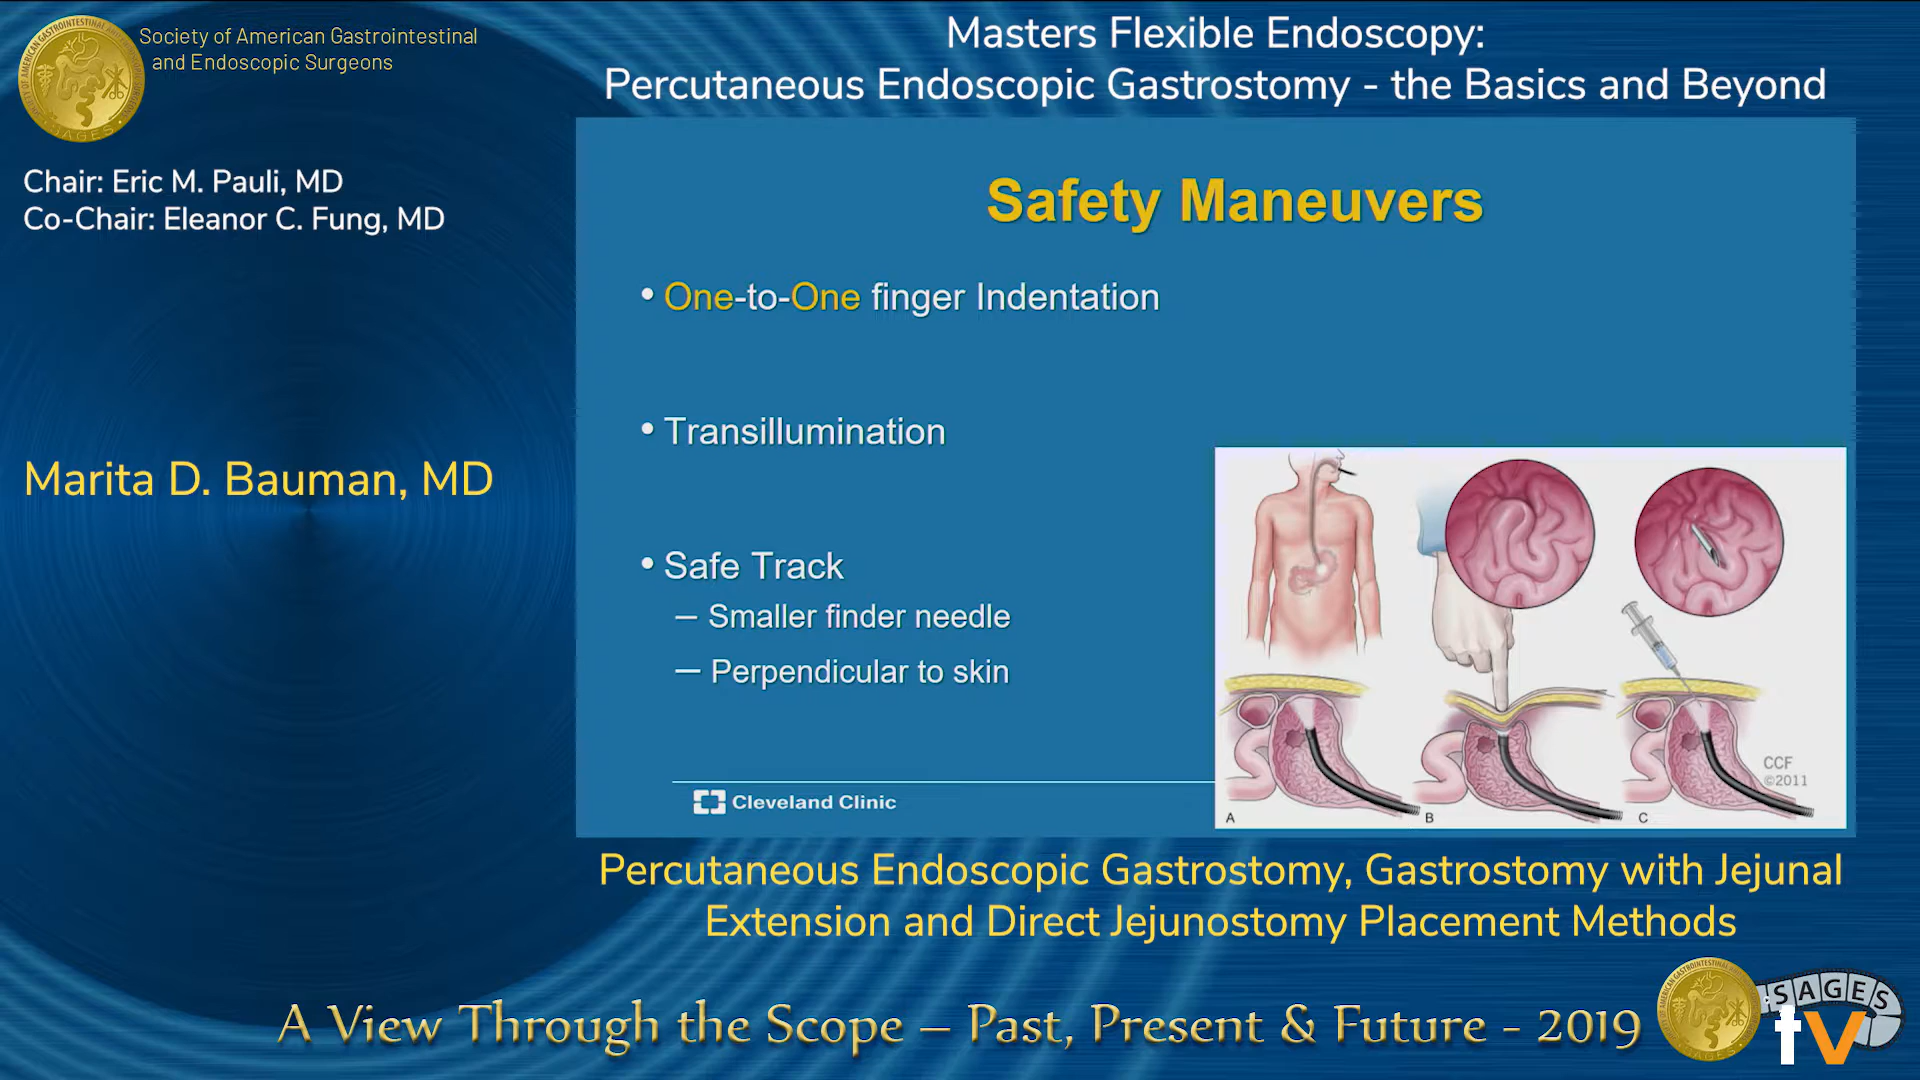 Society of American Gastrointestinal
and Endoscopic Surgeons
Masters Flexible Endoscopy:
Percutaneous Endoscopic Gastrostomy - the Basics and Beyond
Chair: Eric M. Pauli, MD
Co-Chair: Eleanor C. Fung, MD
Marita D. Bauman, MD
Safety Maneuvers
• One-to-One finger Indentation
• Transillumination
• Safe Track
– Smaller finder needle
– Perpendicular to skin
Cleveland Clinic
CCF
©2011
A
B
C
Percutaneous Endoscopic Gastrostomy, Gastrostomy with Jejunal
Extension and Direct Jejunostomy Placement Methods
A View Through the Scope – Past, Present & Future - 2019
SAGES
tv